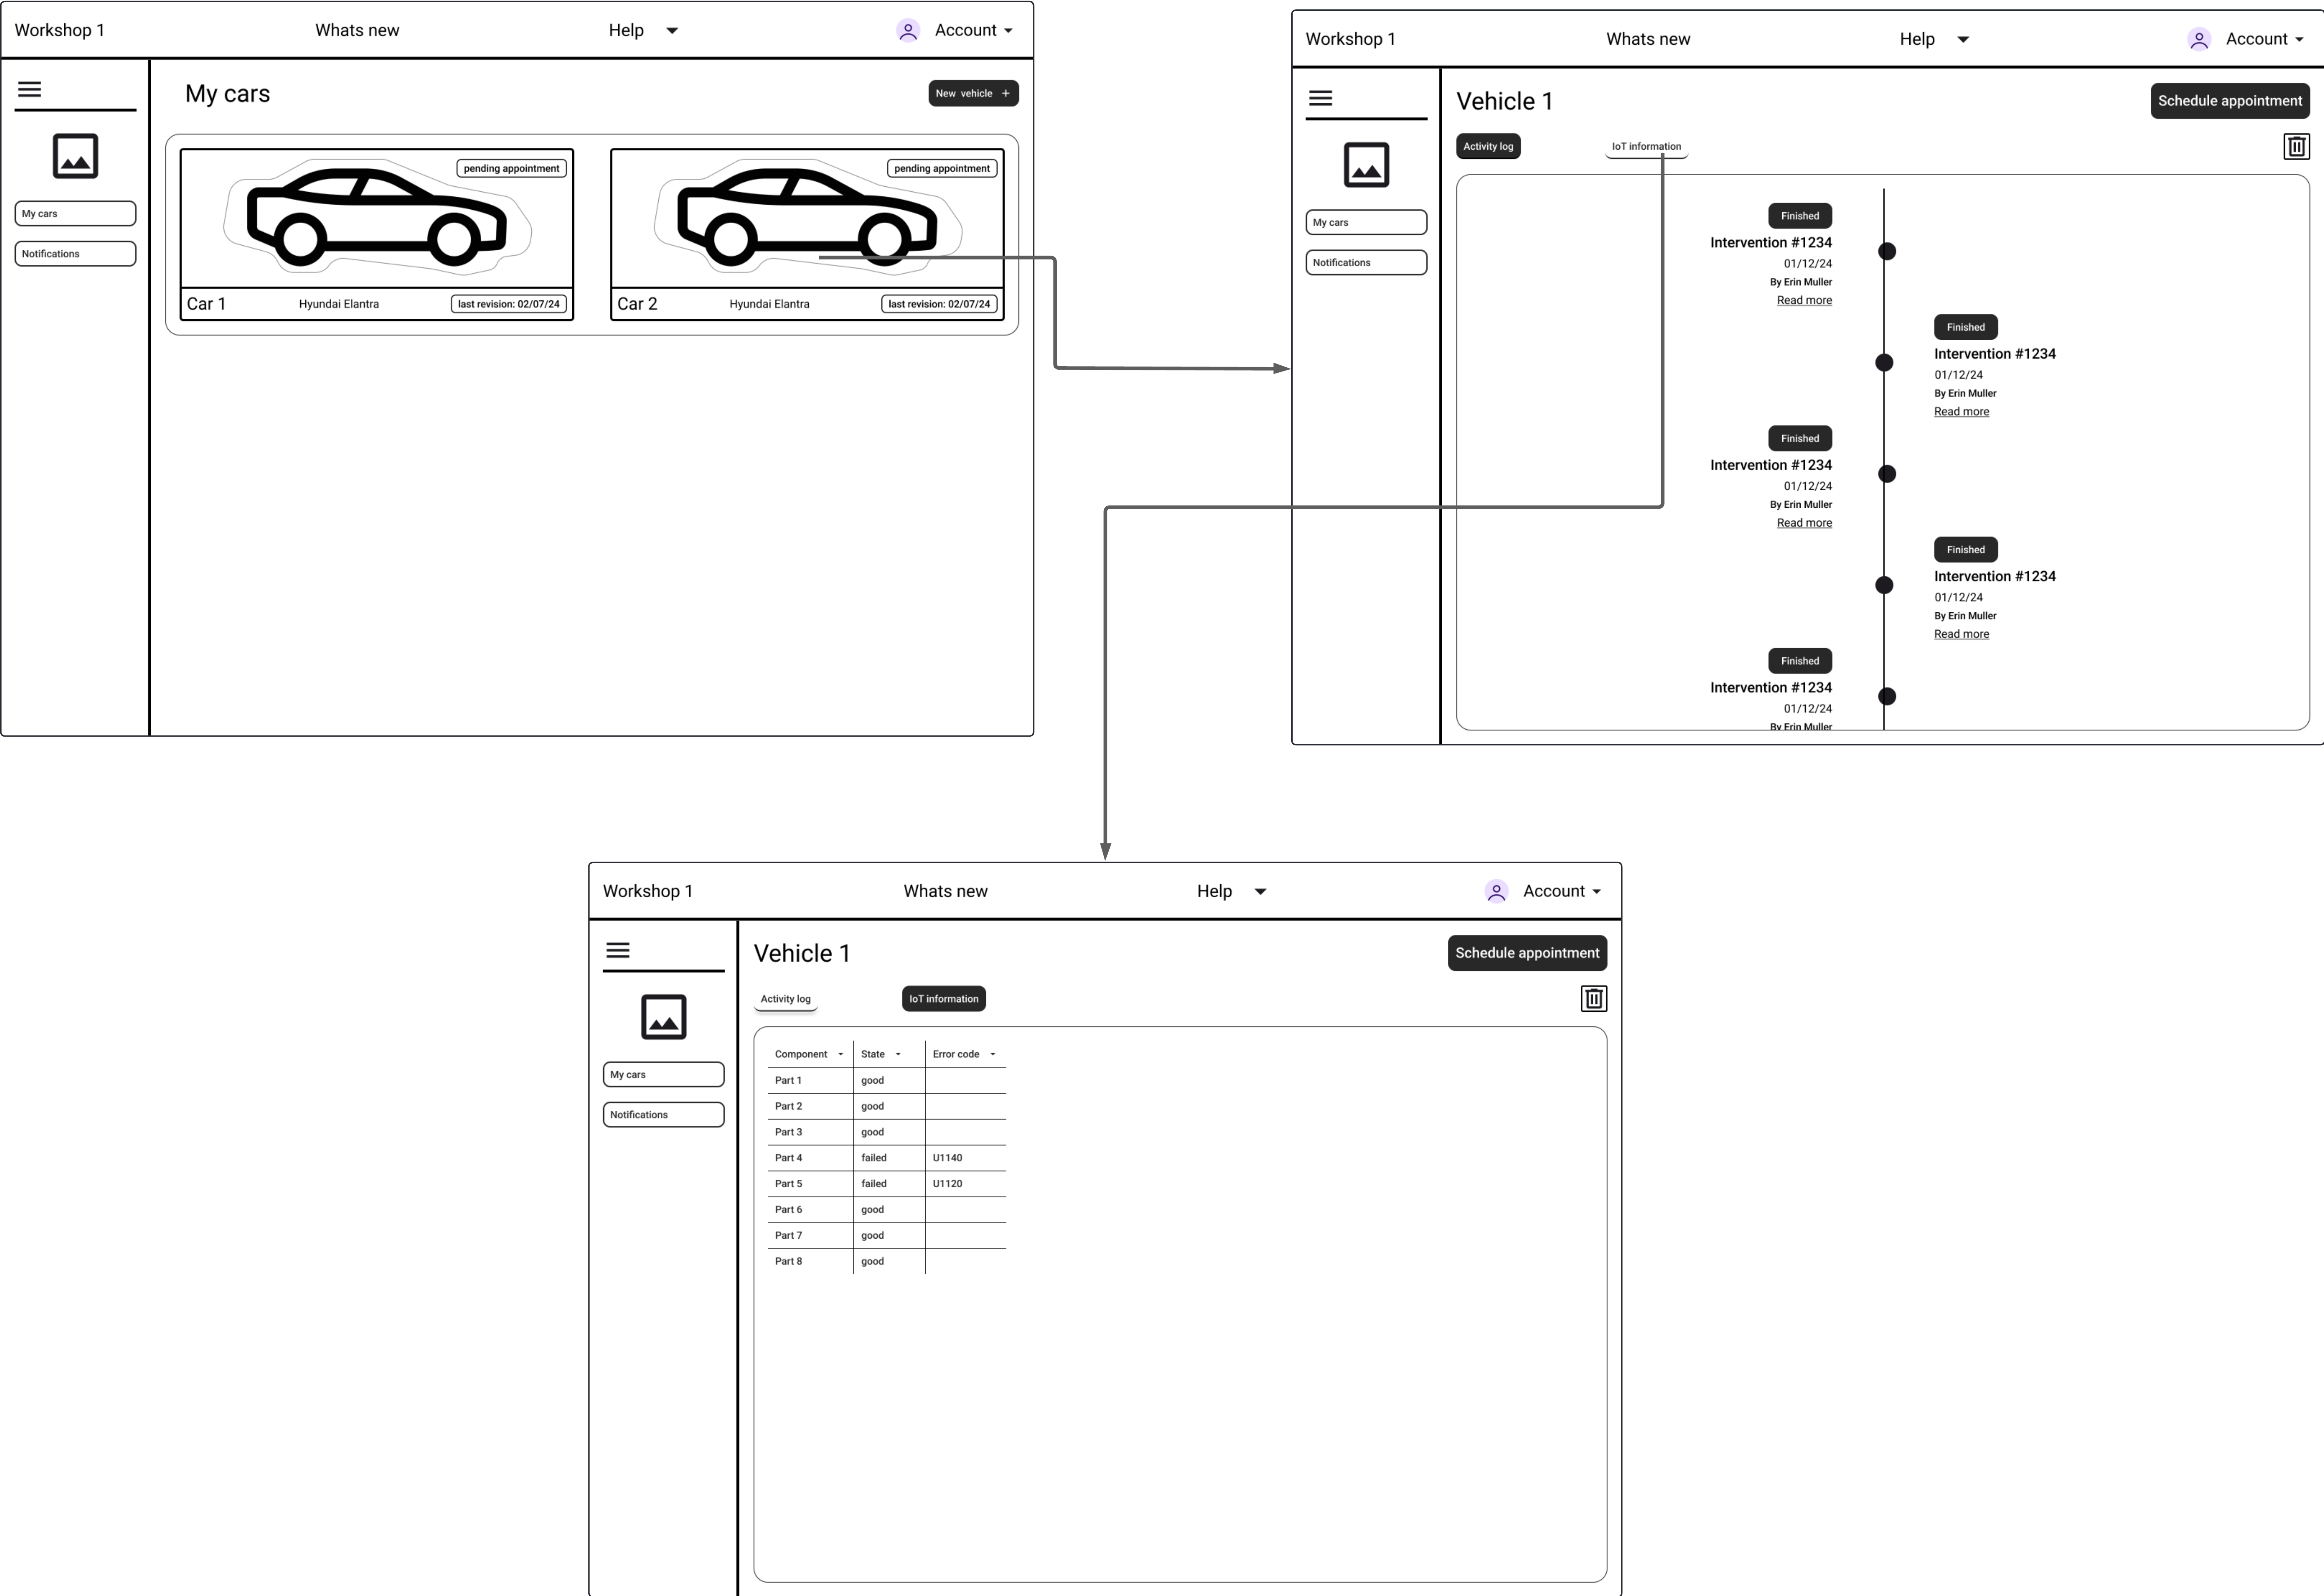 Workshop 1 Whats new Help Account
My cars New vehicle +
My cars
Notifications
pending appointment
Car 1 Hyundai Elantra last revision: 02/07/24
pending appointment
Car 2 Hyundai Elantra last revision: 02/07/24
Workshop 1 Whats new Help Account
Vehicle 1 Schedule appointment
Activity log IoT information
My cars
Notifications
Finished
Intervention #1234
01/12/24
By Erin Muller
Read more
Finished
Intervention #1234
01/12/24
By Erin Muller
Read more
Finished
Intervention #1234
01/12/24
By Erin Muller
Read more
Finished
Intervention #1234
01/12/24
By Erin Muller
Read more
Finished
Intervention #1234
01/12/24
By Erin Muller
Workshop 1 Whats new Help Account
Vehicle 1 Schedule appointment
Activity log IoT information
My cars
Notifications
Component State Error code
Part 1 good
Part 2 good
Part 3 good
Part 4 failed U1140
Part 5 failed U1120
Part 6 good
Part 7 good
Part 8 good